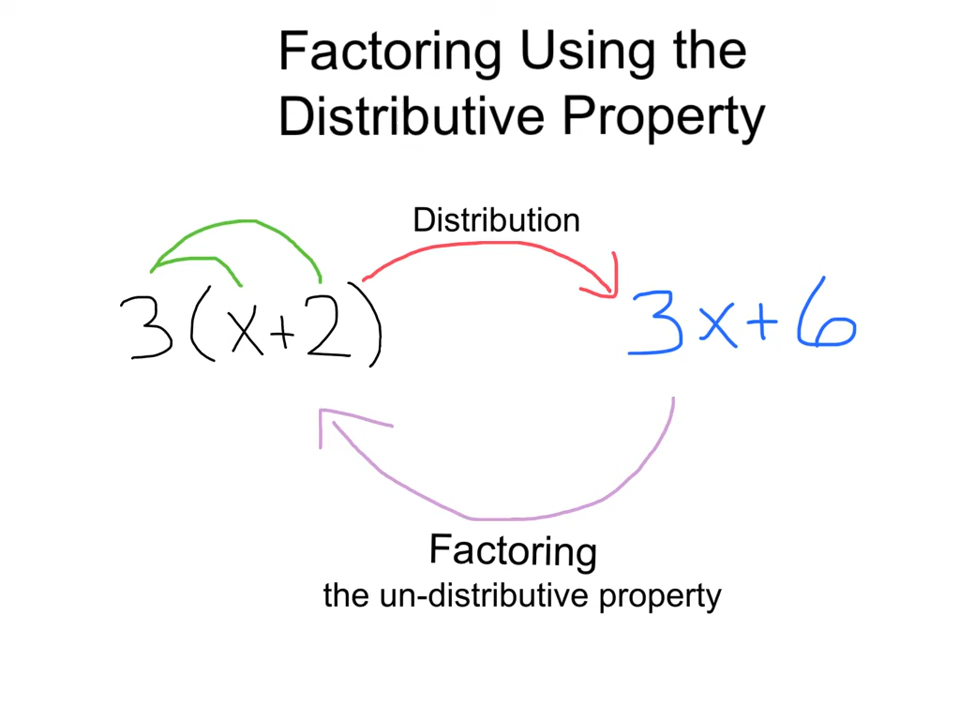 Factoring Using the
Distributive Property
Distribution
3(x+2)
3x+6
Factoring
the un-distributive property